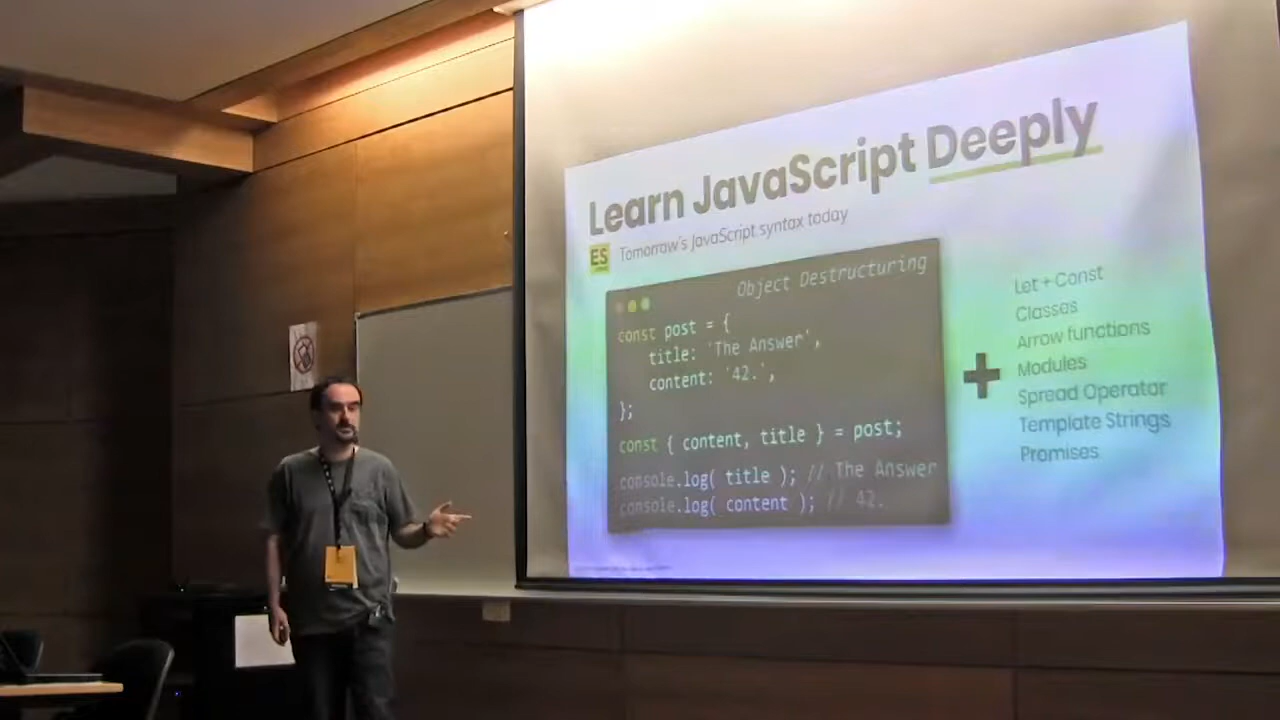 Learn JavaScript Deeply
ES
Tomorrow's JavaScript syntax today
Object Destructuring
const post = {
title: 'The Answer',
content: '42.',
};
const { content, title } = post;
console.log( title ); // The Answer
console.log( content ); // 42.
+
Let + Const
Classes
Arrow functions
Modules
Spread Operator
Template Strings
Promises